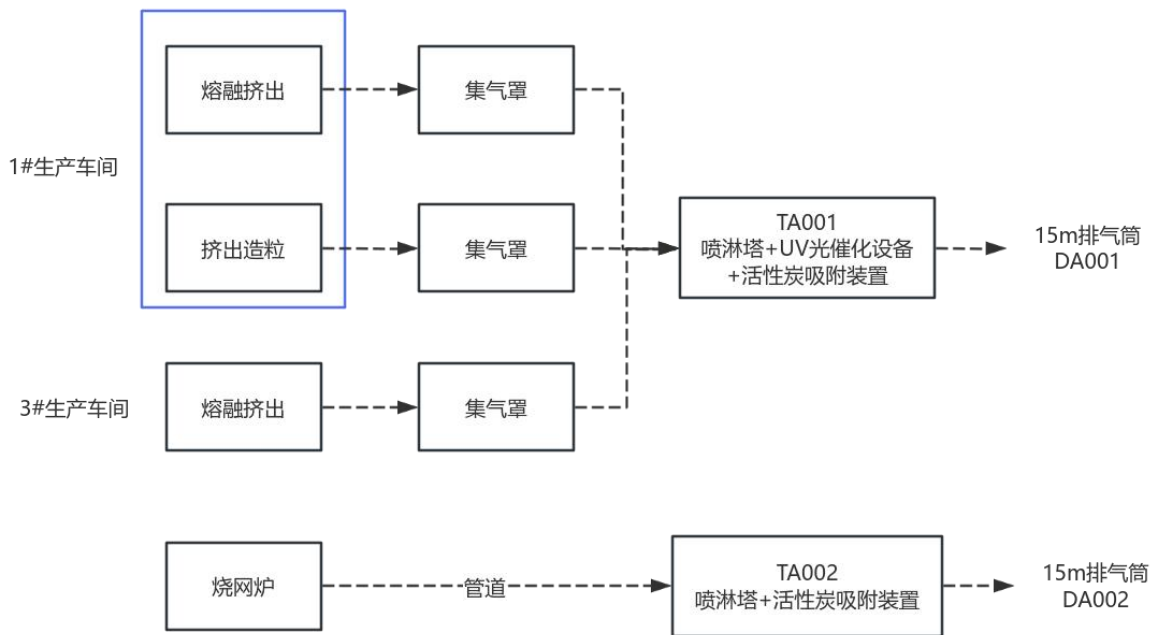 熔融挤出
集气罩
1#生产车间
挤出造粒
集气罩
TA001
喷淋塔+UV光催化设备
+活性炭吸附装置
15m排气筒
DA001
3#生产车间
熔融挤出
集气罩
烧网炉
管道
TA002
喷淋塔+活性炭吸附装置
15m排气筒
DA002